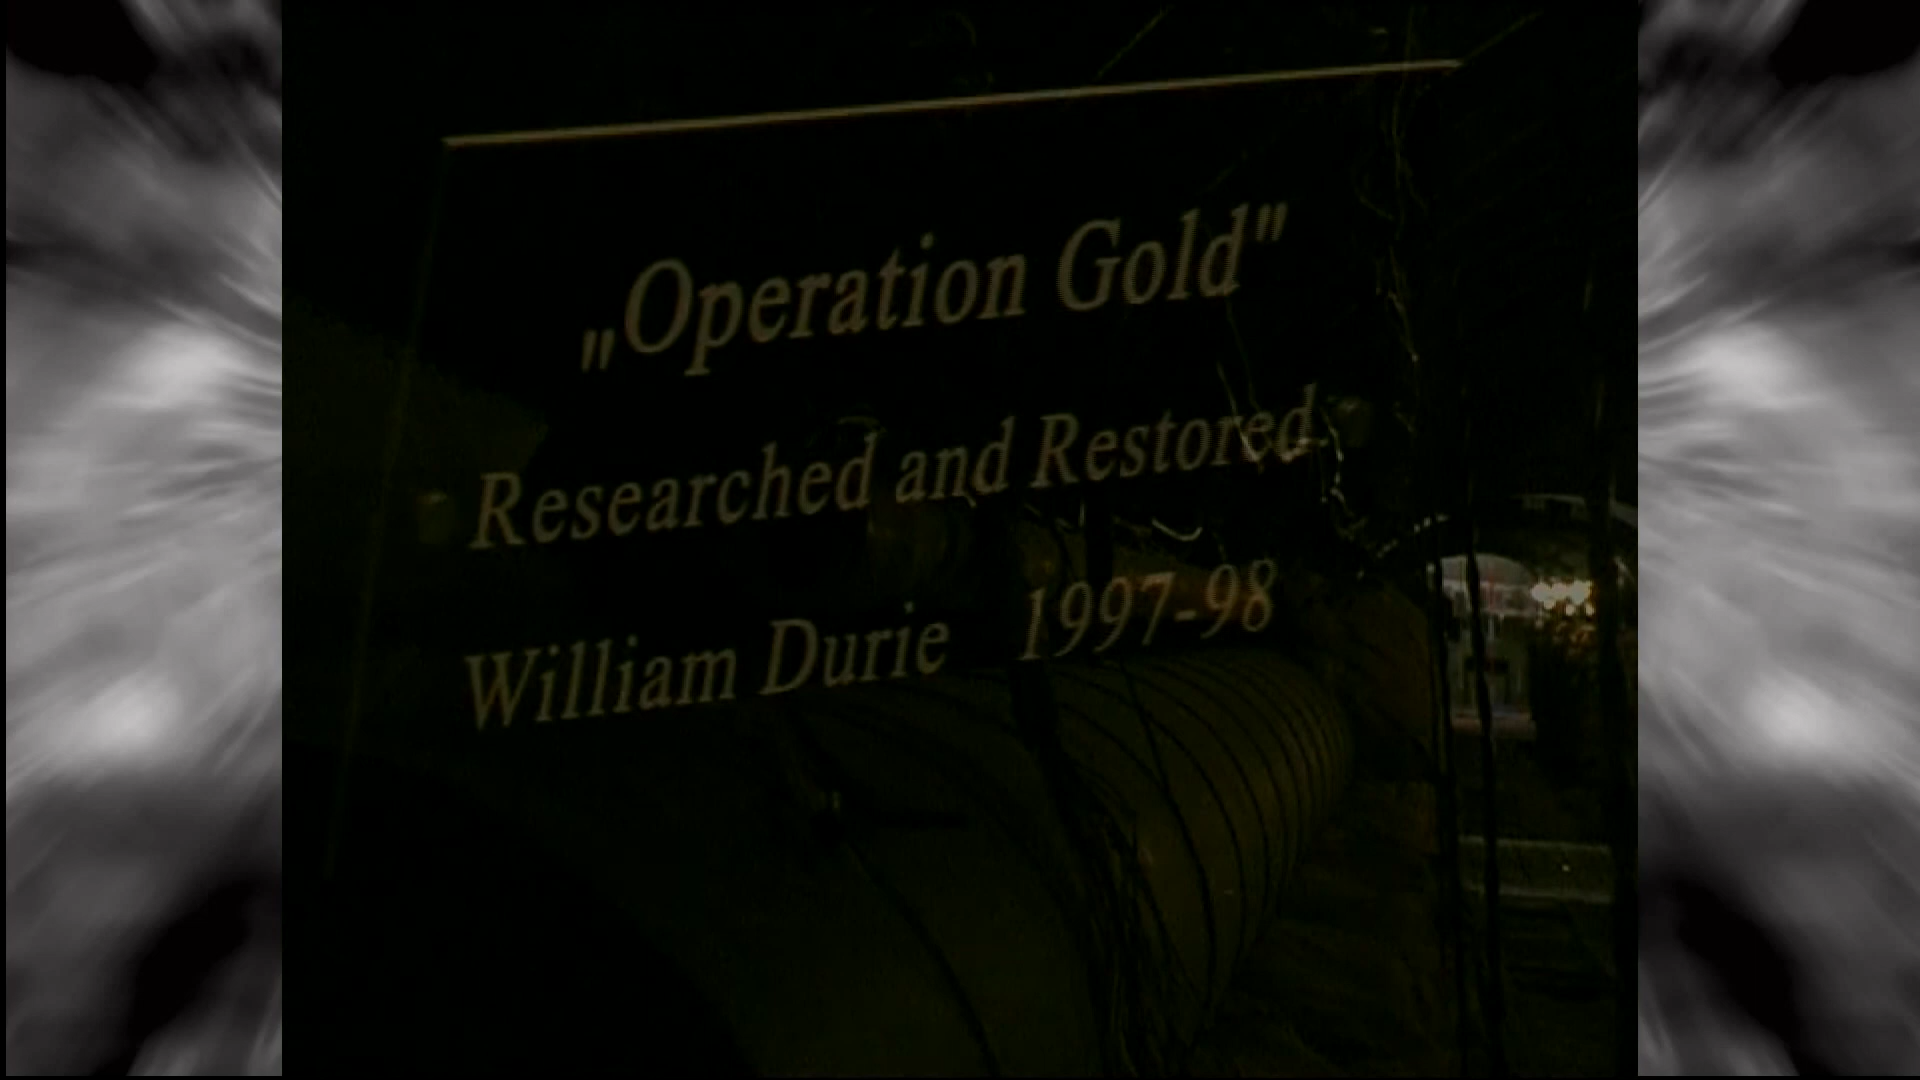 „Operation Gold"
Researched and Restored
William Durie 1997-98